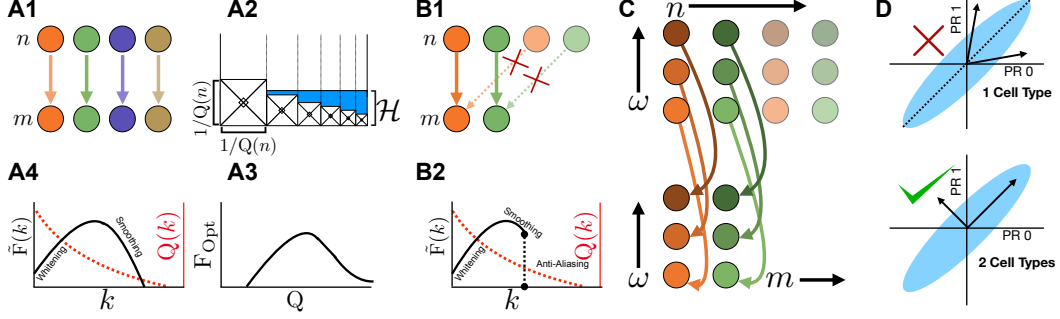 A1
n
m
A2
1/Q(n)
1/Q(n)
ℋ
B1
n
m
C
n
ω
ω
m
D
PR 1
PR 0
1 Cell Type
PR 1
PR 0
2 Cell Types
A4
F̃(k)
Whitening
Smoothing
Q(k)
k
A3
F_Opt
Q
B2
F̃(k)
Whitening
Smoothing
Anti-Aliasing
Q(k)
k